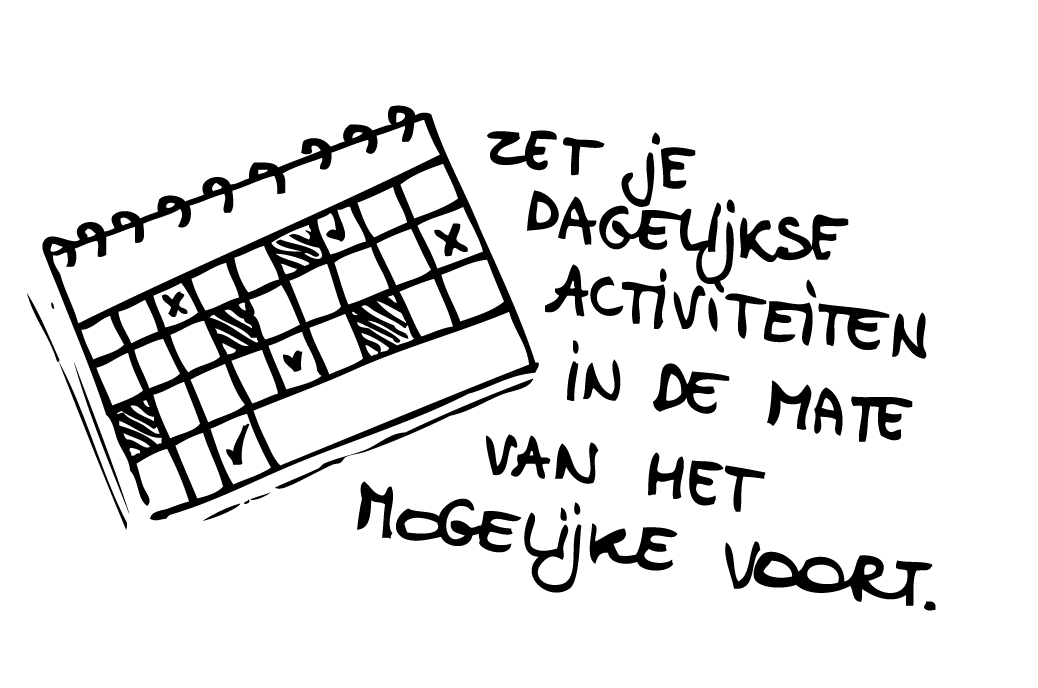 ZET jE
DAGELIjKSE
ACTiViTEiTEN
iN DE MATE
VAN HET
MOGELIjKE VOORT.